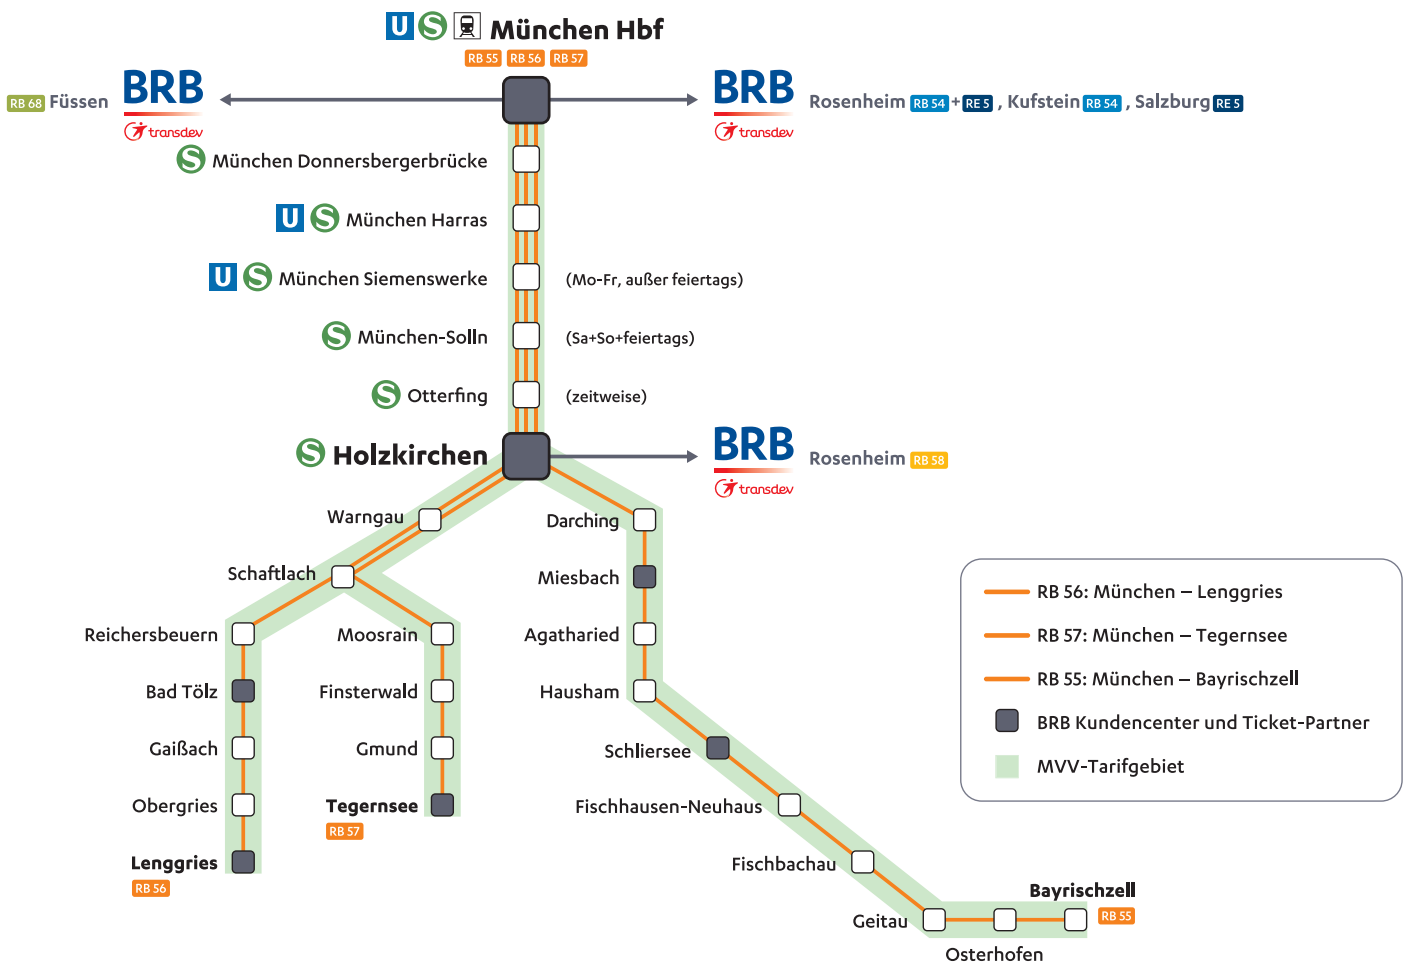 U S München Hbf
RB 55 RB 56 RB 57
RB 68 Füssen BRB transdev
BRB transdev Rosenheim RB 54 + RE 5 , Kufstein RB 54 , Salzburg RE 5
S München Donnersbergerbrücke
U S München Harras
U S München Siemenswerke (Mo-Fr, außer feiertags)
S München-Solln (Sa+So+feiertags)
S Otterfing (zeitweise)
S Holzkirchen
BRB transdev Rosenheim RB 58
Warngau
Schaftlach
Reichersbeuern
Bad Tölz
Gaißach
Obergries
Lenggries
RB 56
Moosrain
Finsterwald
Gmund
Tegernsee
RB 57
Darching
Miesbach
Agatharied
Hausham
Schliersee
Fischhausen-Neuhaus
Fischbachau
Geitau
Osterhofen
Bayrischzell
RB 55
RB 56: München – Lenggries
RB 57: München – Tegernsee
RB 55: München – Bayrischzell
BRB Kundencenter und Ticket-Partner
MVV-Tarifgebiet